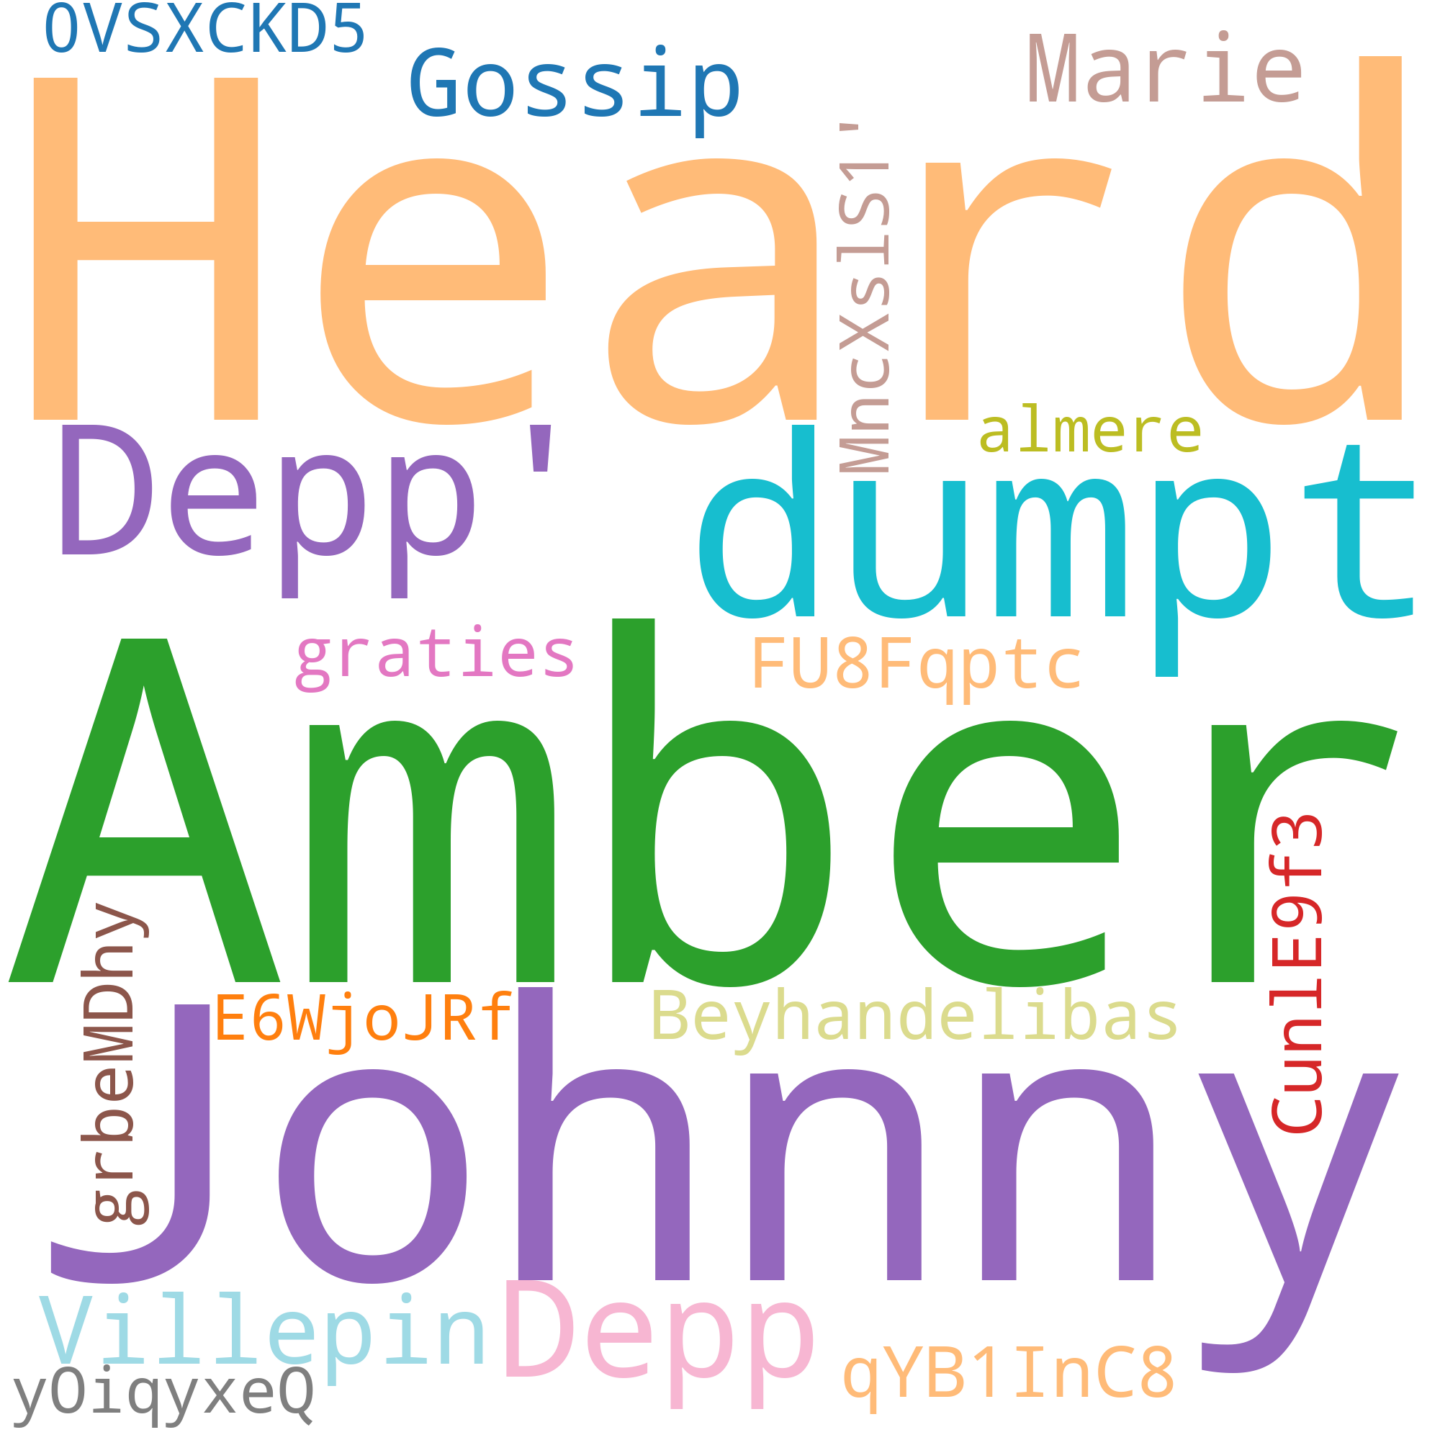 0VSXCKD5
Gossip
Marie
Heard
MncXslS1'
Depp'
almere
dumpt
graties
FU8Fqptc
Amber
CunlE9f3
grbeMDhy
E6WjoJRf
Beyhandelibas
Johnny
Villepin
Depp
qYB1InC8
yOiqyxeQ